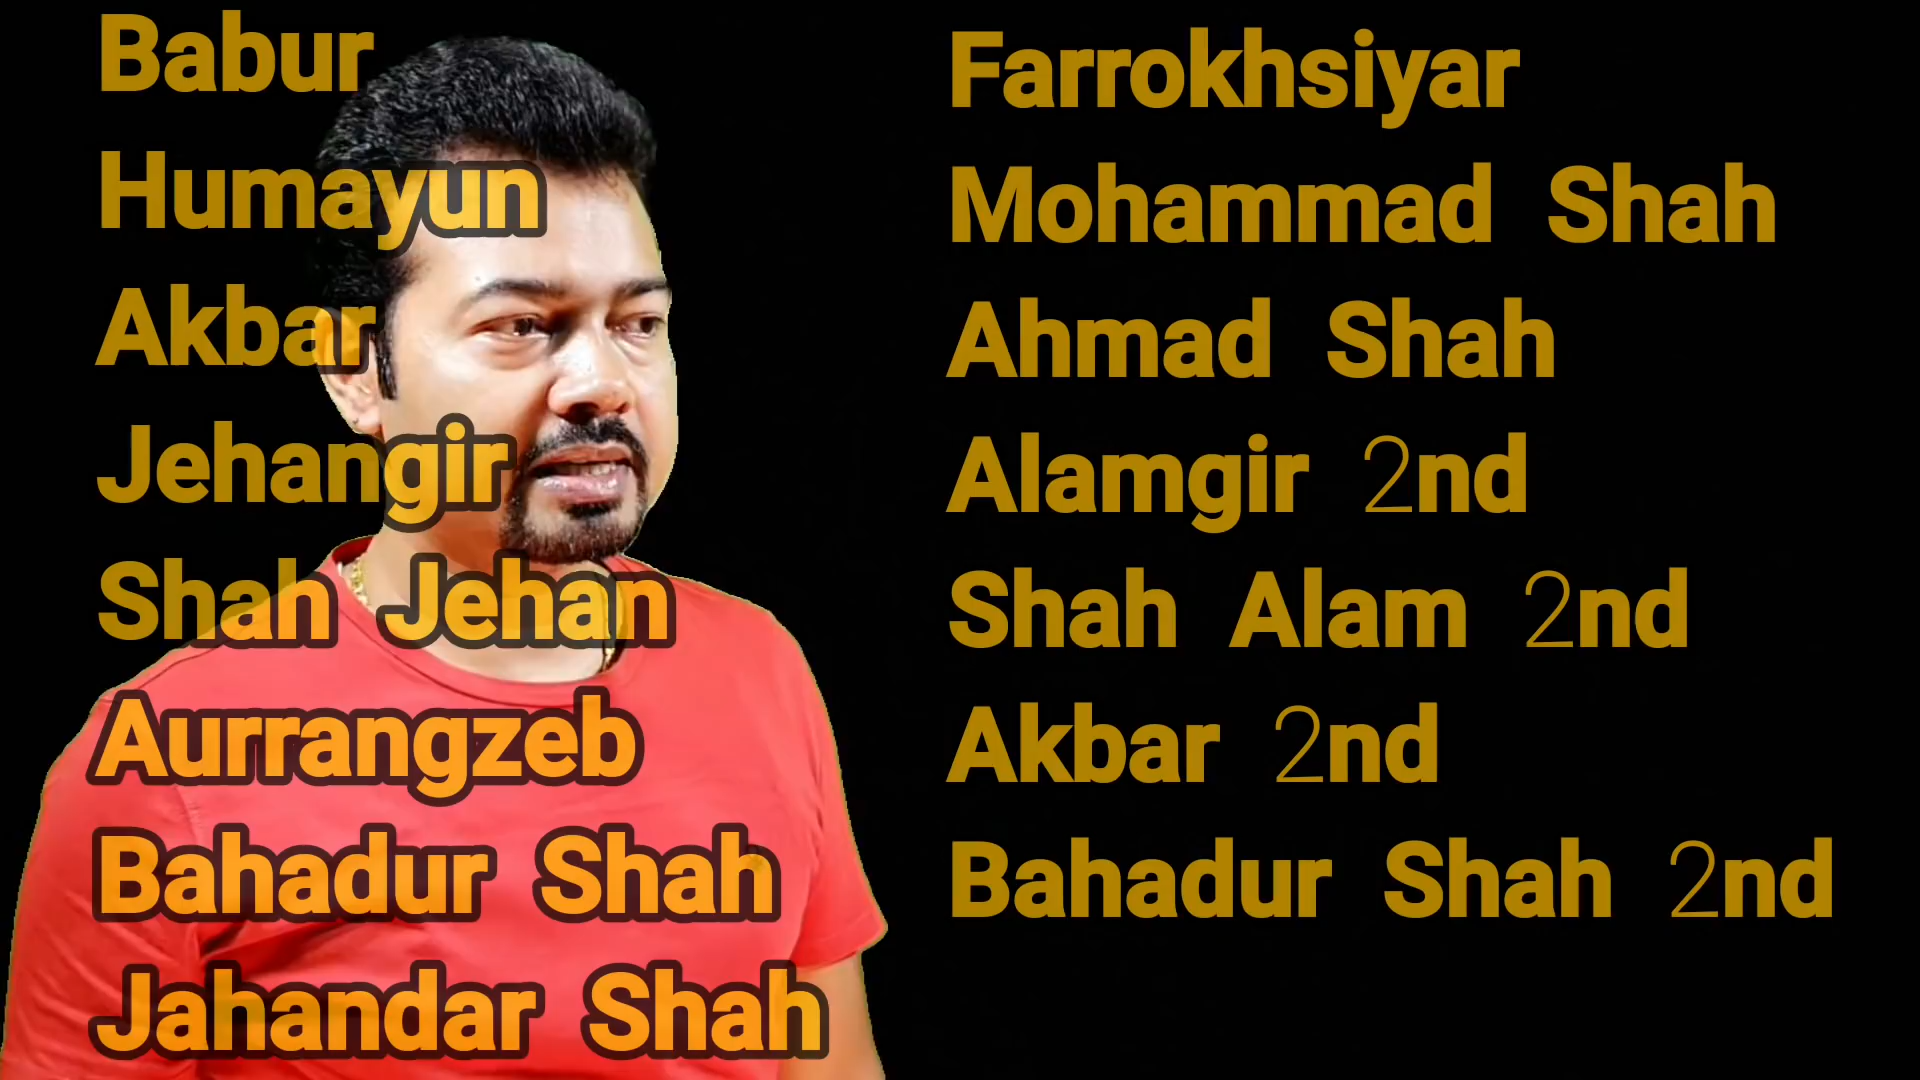 Babur
Humayun
Akbar
Jehangir
Shah Jehan
Aurrangzeb
Bahadur Shah
Jahandar Shah
Farrokhsiyar
Mohammad Shah
Ahmad Shah
Alamgir 2nd
Shah Alam 2nd
Akbar 2nd
Bahadur Shah 2nd